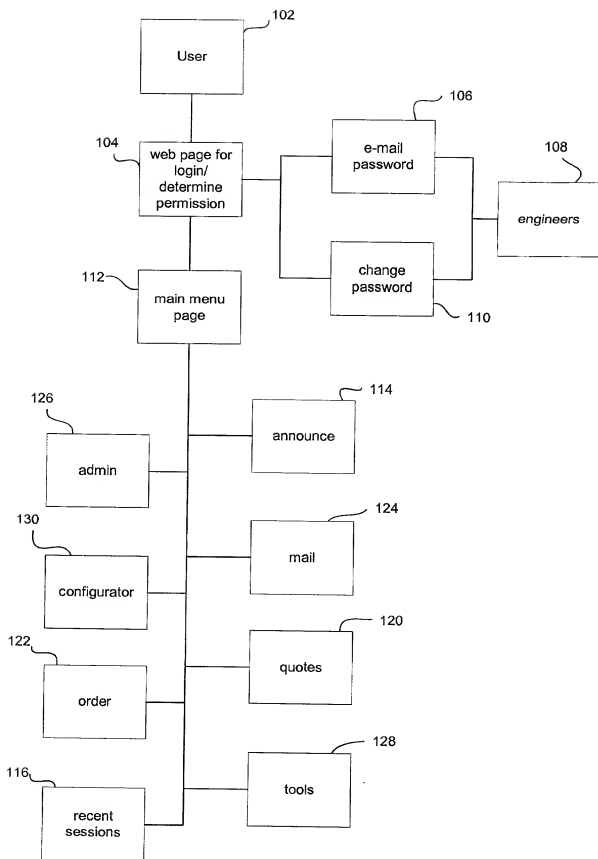 102
User
104
web page for
login/
determine
permission
106
e-mail
password
108
engineers
change
password
110
112
main menu
page
114
announce
126
admin
124
mail
130
configurator
120
quotes
122
order
128
tools
116
recent
sessions